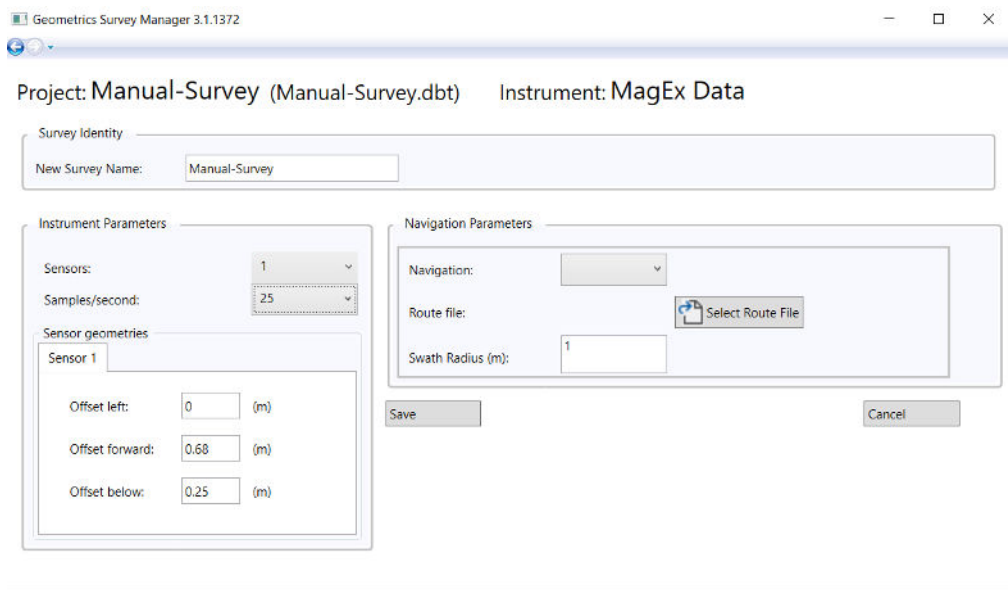 Geometrics Survey Manager 3.1.1372
Project: Manual-Survey (Manual-Survey.dbt) Instrument: MagEx Data
Survey Identity
New Survey Name: Manual-Survey
Instrument Parameters
Sensors: 1
Samples/second: 25
Sensor geometries
Sensor 1
Offset left: 0 (m)
Offset forward: 0.68 (m)
Offset below: 0.25 (m)
Navigation Parameters
Navigation:
Route file: Select Route File
Swath Radius (m): 1
Save Cancel